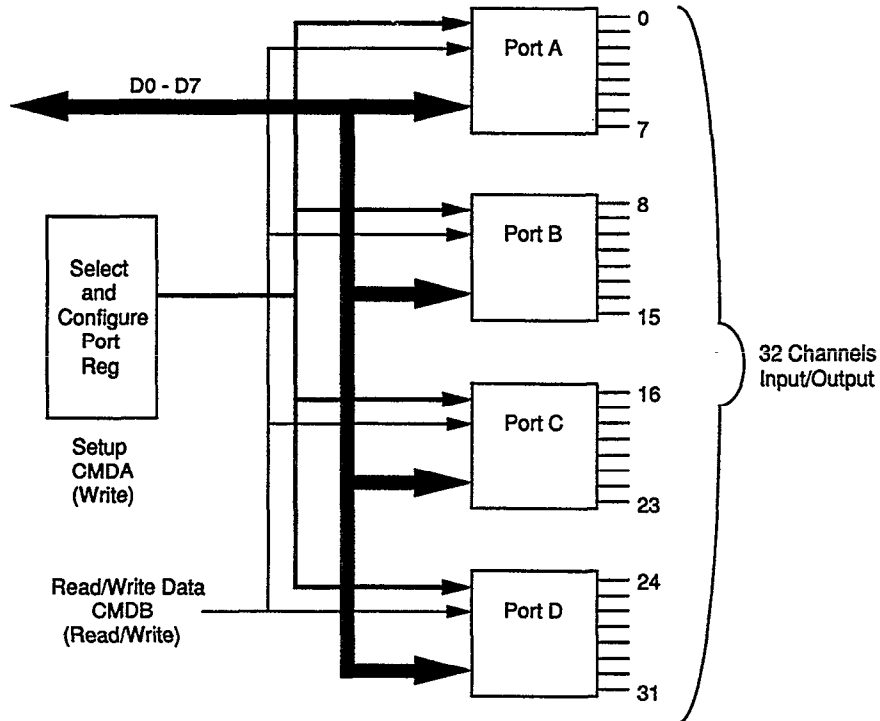 0
Port A
D0 - D7
7
8
Port B
Select
and
Configure
Port
Reg
15
32 Channels
Input/Output
16
Port C
Setup
CMDA
(Write)
23
24
Read/Write Data
CMDB
(Read/Write)
Port D
31